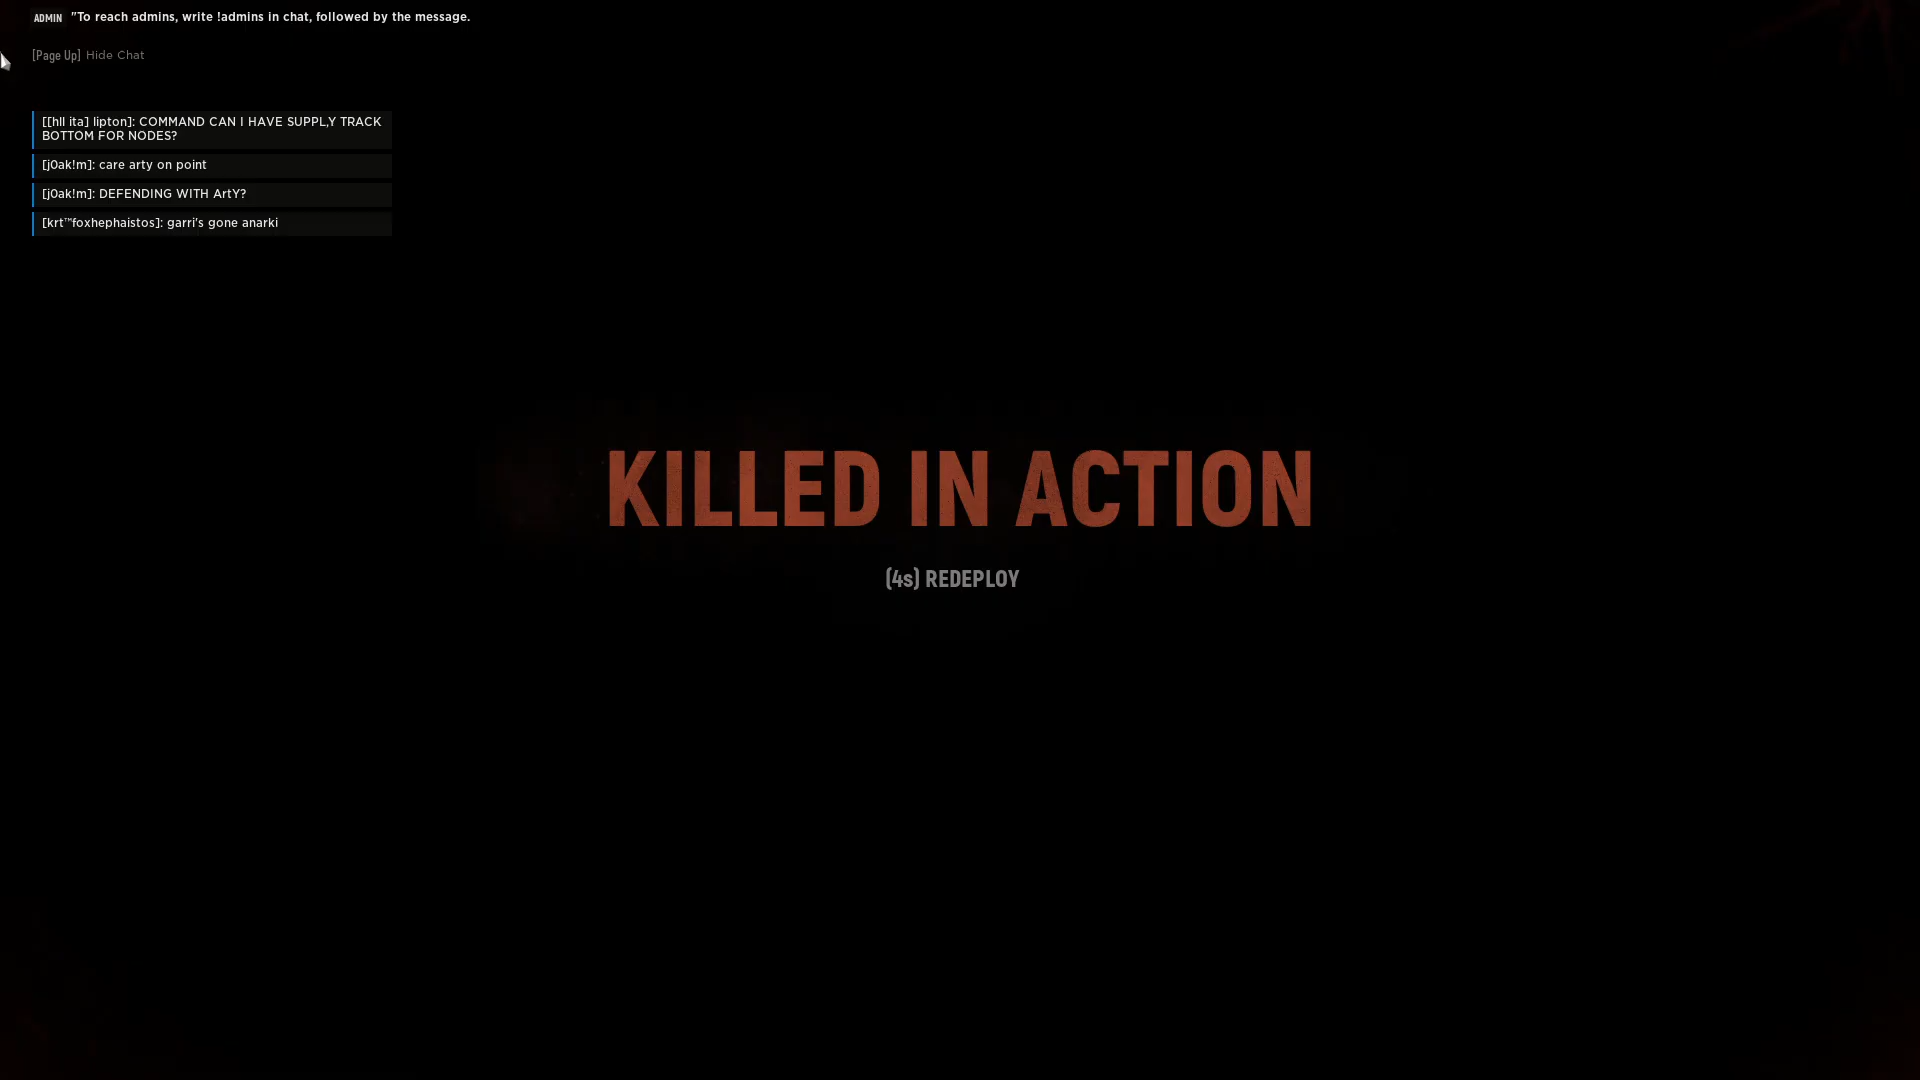 ADMIN "To reach admins, write !admins in chat, followed by the message.
[Page Up] Hide Chat
[[hll ita] lipton]: COMMAND CAN I HAVE SUPPL,Y TRACK
BOTTOM FOR NODES?
[j0ak!m]: care arty on point
[j0ak!m]: DEFENDING WITH ArtY?
[krt™foxhephaistos]: garri's gone anarki
KILLED IN ACTION
(4s) REDEPLOY